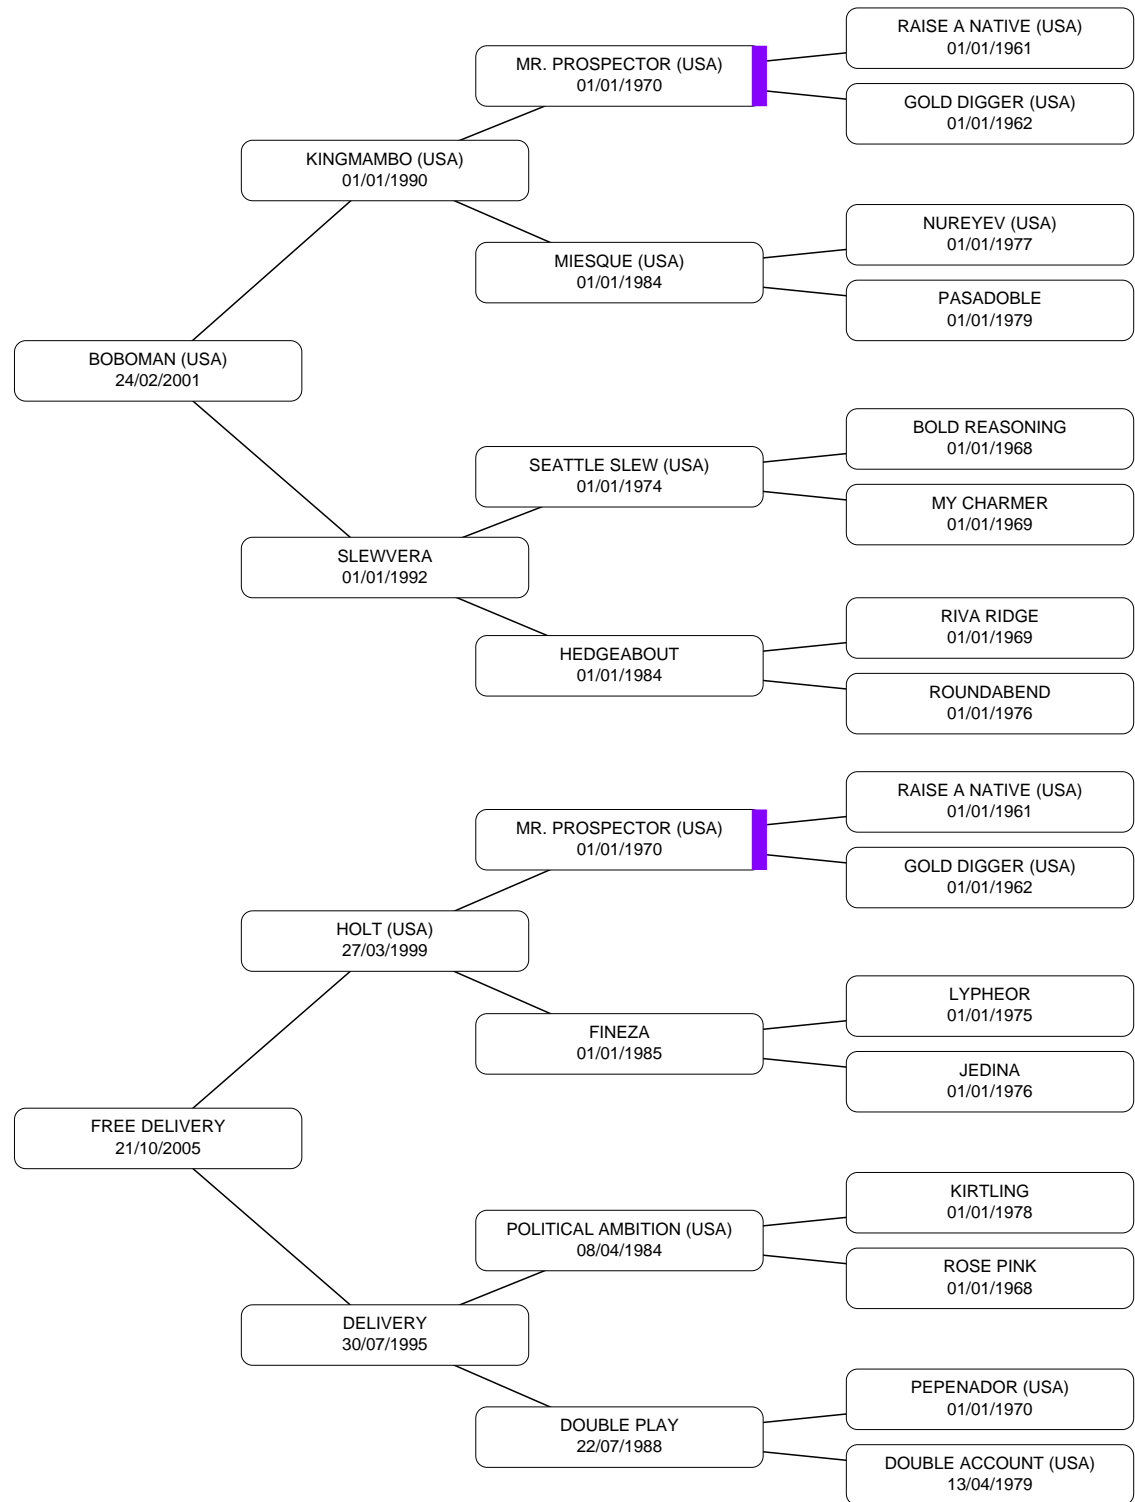 RAISE A NATIVE (USA)
01/01/1961
MR. PROSPECTOR (USA)
01/01/1970
GOLD DIGGER (USA)
01/01/1962
KINGMAMBO (USA)
01/01/1990
NUREYEV (USA)
01/01/1977
MIESQUE (USA)
01/01/1984
PASADOBLE
01/01/1979
BOBOMAN (USA)
24/02/2001
BOLD REASONING
01/01/1968
SEATTLE SLEW (USA)
01/01/1974
MY CHARMER
01/01/1969
SLEWVERA
01/01/1992
RIVA RIDGE
01/01/1969
HEDGEABOUT
01/01/1984
ROUNDABEND
01/01/1976
RAISE A NATIVE (USA)
01/01/1961
MR. PROSPECTOR (USA)
01/01/1970
GOLD DIGGER (USA)
01/01/1962
HOLT (USA)
27/03/1999
LYPHEOR
01/01/1975
FINEZA
01/01/1985
JEDINA
01/01/1976
FREE DELIVERY
21/10/2005
KIRTLING
01/01/1978
POLITICAL AMBITION (USA)
08/04/1984
ROSE PINK
01/01/1968
DELIVERY
30/07/1995
PEPENADOR (USA)
01/01/1970
DOUBLE PLAY
22/07/1988
DOUBLE ACCOUNT (USA)
13/04/1979